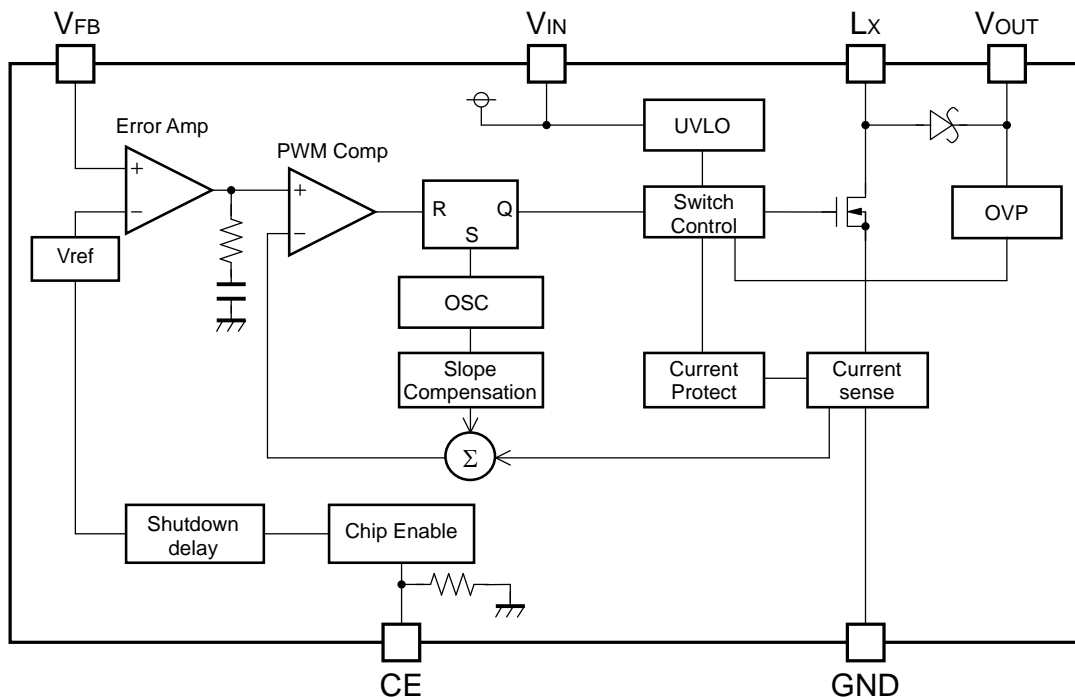 VFB
VIN
LX
VOUT
Error Amp
+
−
PWM Comp
+
−
UVLO
R
Q
S
Switch
Control
OVP
Vref
OSC
Slope
Compensation
Current
Protect
Current
sense
Σ
Shutdown
delay
Chip Enable
CE
GND